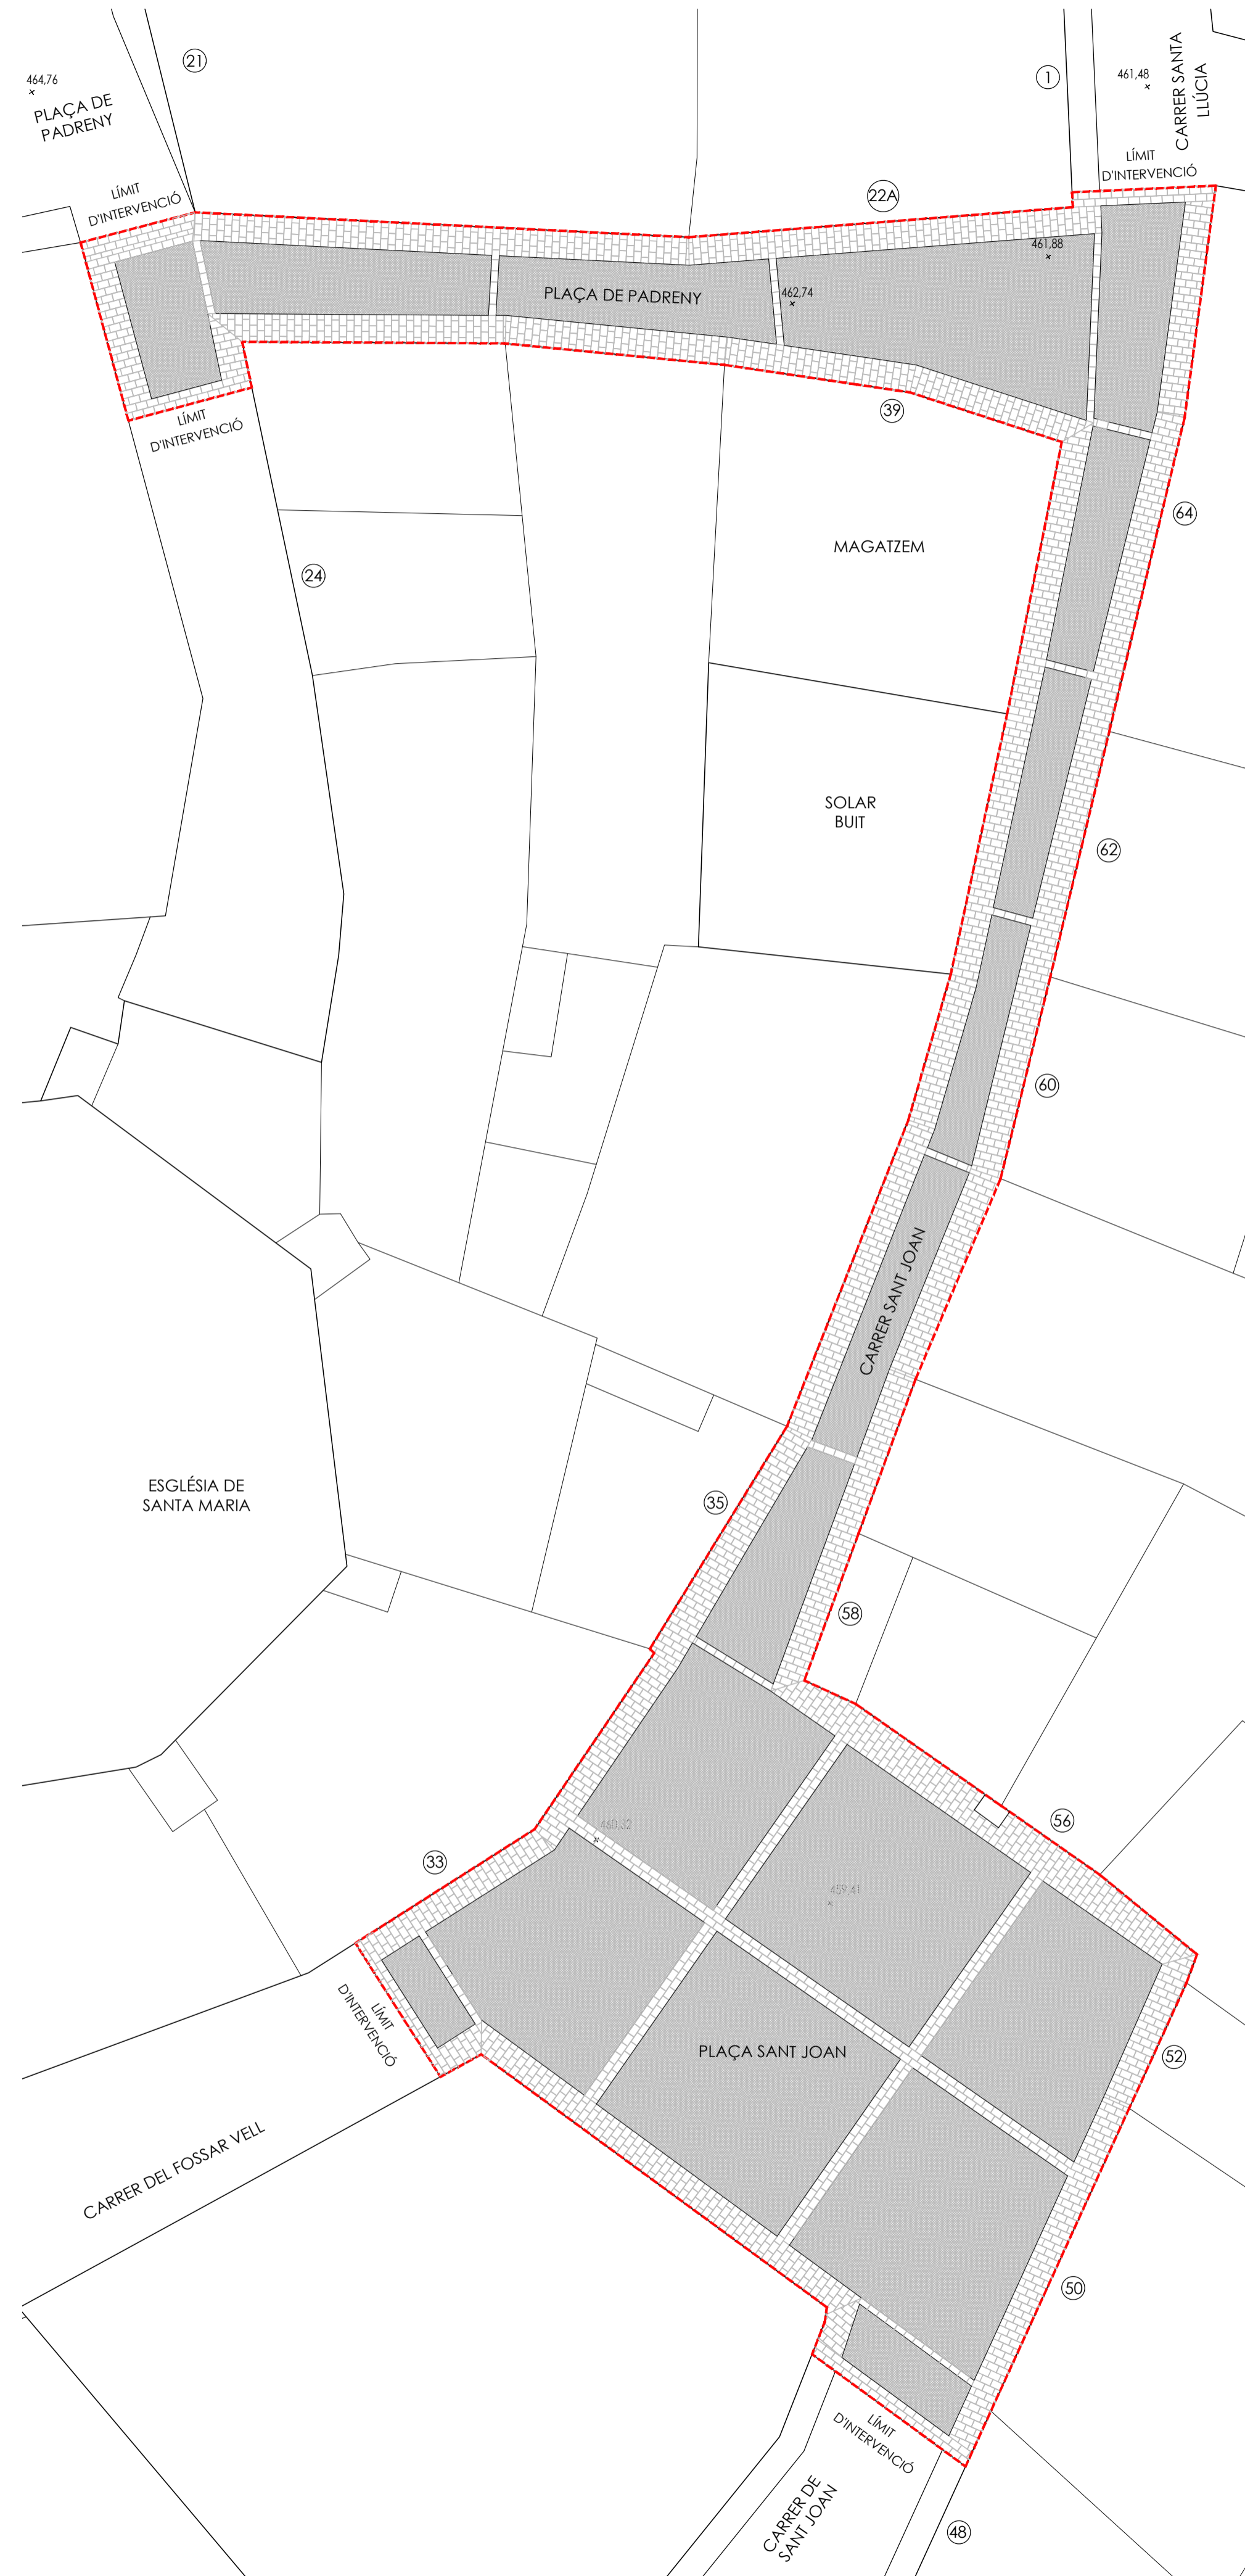 21
1
461,48
CARRER SANTA
LLÚCIA
464,76
PLAÇA DE
PADRENY
LÍMIT
D'INTERVENCIÓ
LÍMIT
D'INTERVENCIÓ
22A
461,88
PLAÇA DE PADRENY
462,74
39
LÍMIT
D'INTERVENCIÓ
64
MAGATZEM
24
SOLAR
BUIT
62
60
CARRER SANT JOAN
ESGLÉSIA DE
SANTA MARIA
35
58
56
460,32
33
459,41
LÍMIT
D'INTERVENCIÓ
PLAÇA SANT JOAN
52
CARRER DEL FOSSAR VELL
50
LÍMIT
D'INTERVENCIÓ
CARRER DE
SANT JOAN
48